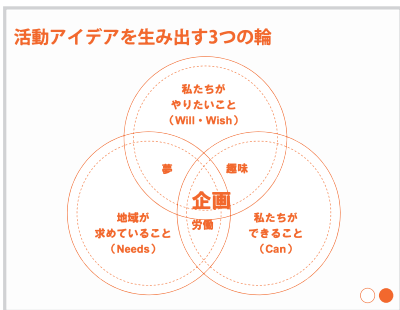 活動アイデアを生み出す3つの輪
私たちが
やりたいこと
（Will・Wish）
夢
趣味
企画
労働
地域が
求めていること
（Needs）
私たちが
できること
（Can）